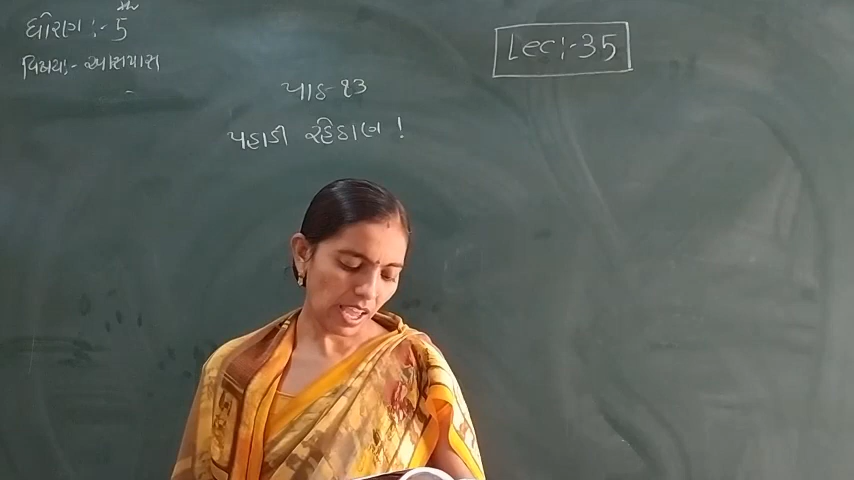 ધોરણ :- 5
વિષય :- આસપાસ
Lec :- 35
પાઠ - ૧૩
પહાડી રહેઠાણ !